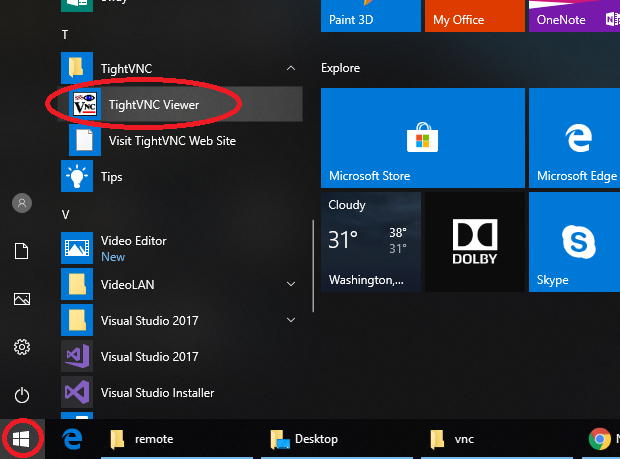 T
TightVNC
VNC
TightVNC Viewer
Visit TightVNC Web Site
Tips
V
Video Editor
New
VideoLAN
Visual Studio 2017
Visual Studio 2017
Visual Studio Installer
Paint 3D
My Office
OneNote
Explore
Microsoft Store
Microsoft Edge
Cloudy
31°
38°
31°
Washington,...
DOLBY
Skype
remote
Desktop
vnc